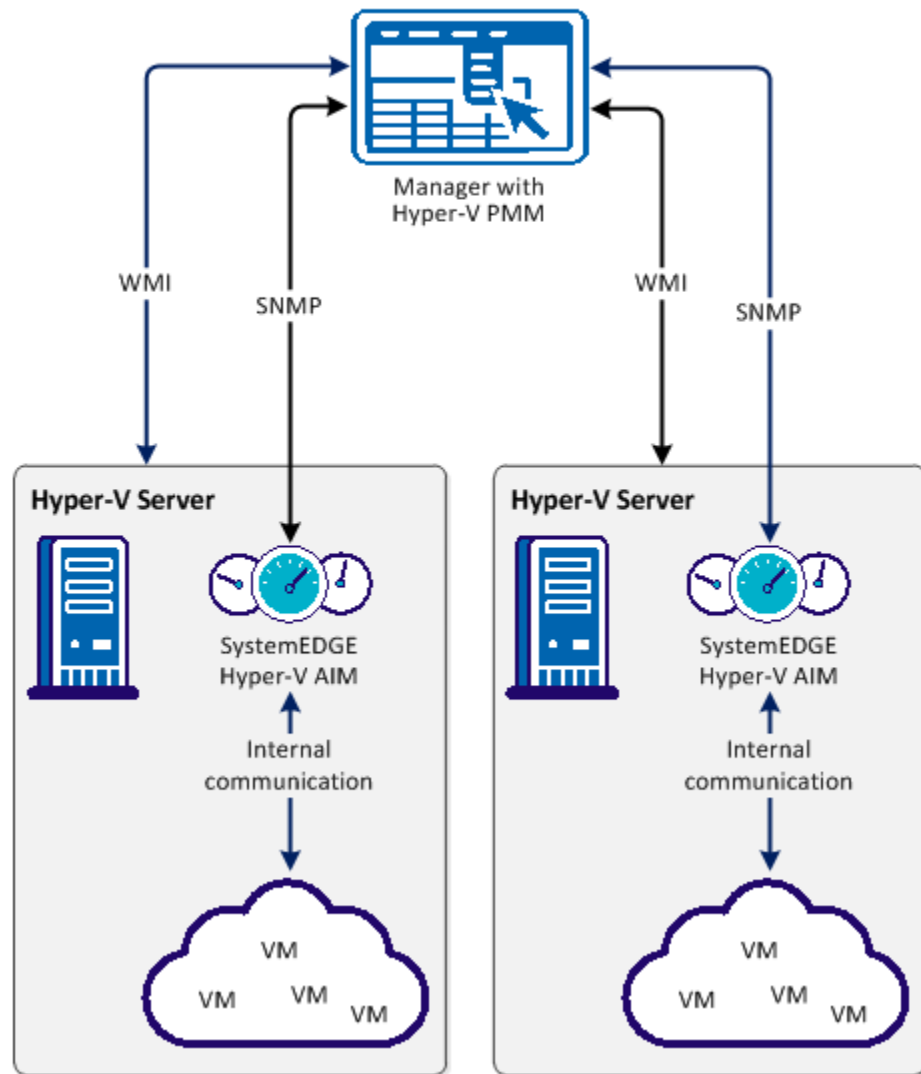 Manager with
Hyper-V PMM
WMI
SNMP
WMI
SNMP
Hyper-V Server
SystemEDGE
Hyper-V AIM
Internal
communication
VM
VM
VM
VM
Hyper-V Server
SystemEDGE
Hyper-V AIM
Internal
communication
VM
VM
VM
VM